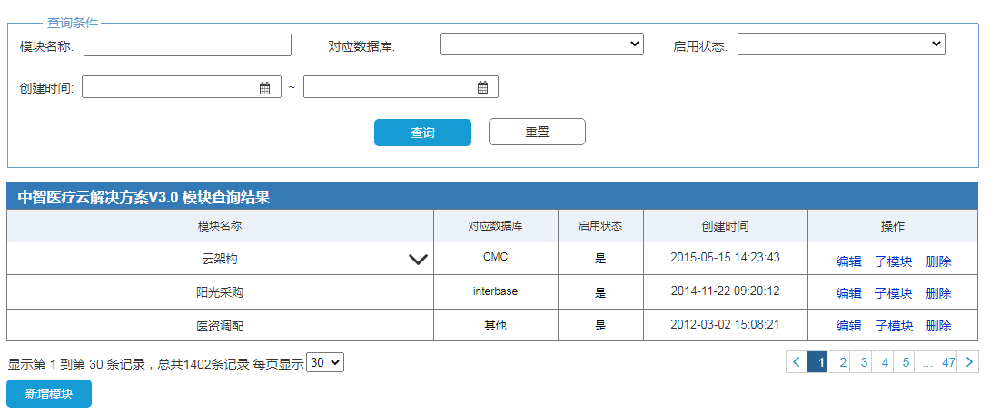 查询条件
模块名称: 对应数据库: 启用状态:
创建时间: ~
查询 重置
中智医疗云解决方案V3.0 模块查询结果
模块名称 对应数据库 启用状态 创建时间 操作
云架构 CMC 是 2015-05-15 14:23:43 编辑 子模块 删除
阳光采购 interbase 是 2014-11-22 09:20:12 编辑 子模块 删除
医资调配 其他 是 2012-03-02 15:08:21 编辑 子模块 删除
显示第 1 到第 30 条记录，总共1402条记录 每页显示 30 < 1 2 3 4 5 ... 47 >
新增模块